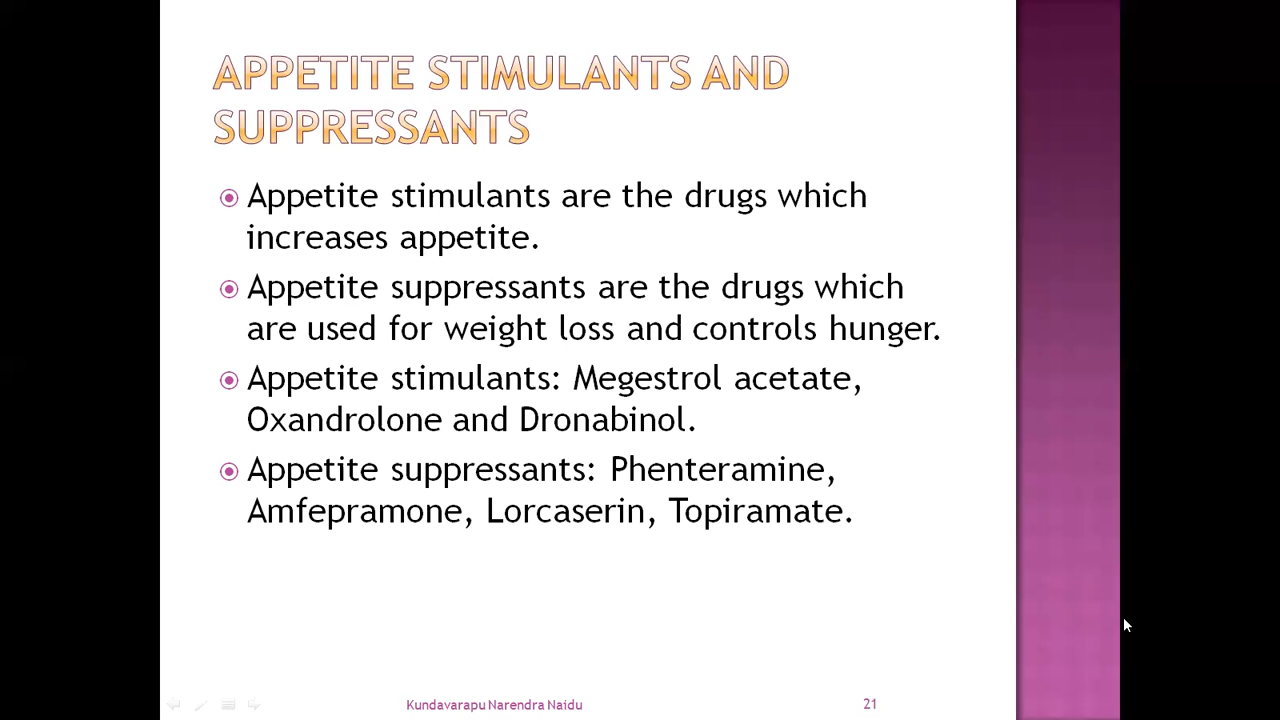 APPETITE STIMULANTS AND
SUPPRESSANTS
Appetite stimulants are the drugs which
increases appetite.
Appetite suppressants are the drugs which
are used for weight loss and controls hunger.
Appetite stimulants: Megestrol acetate,
Oxandrolone and Dronabinol.
Appetite suppressants: Phenteramine,
Amfepramone, Lorcaserin, Topiramate.
Kundavarapu Narendra Naidu
21